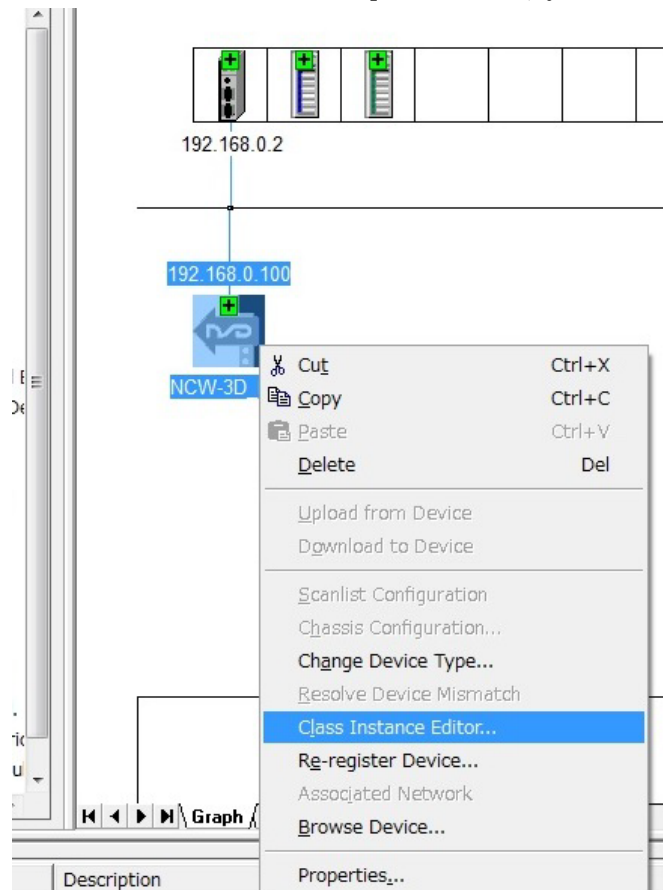 192.168.0.2
192.168.0.100
NCW-3D
Cut Ctrl+X
Copy Ctrl+C
Paste Ctrl+V
Delete Del
Upload from Device
Download to Device
Scanlist Configuration
Chassis Configuration...
Change Device Type...
Resolve Device Mismatch
Class Instance Editor...
Re-register Device...
Associated Network
Browse Device...
Properties...
Graph
Description